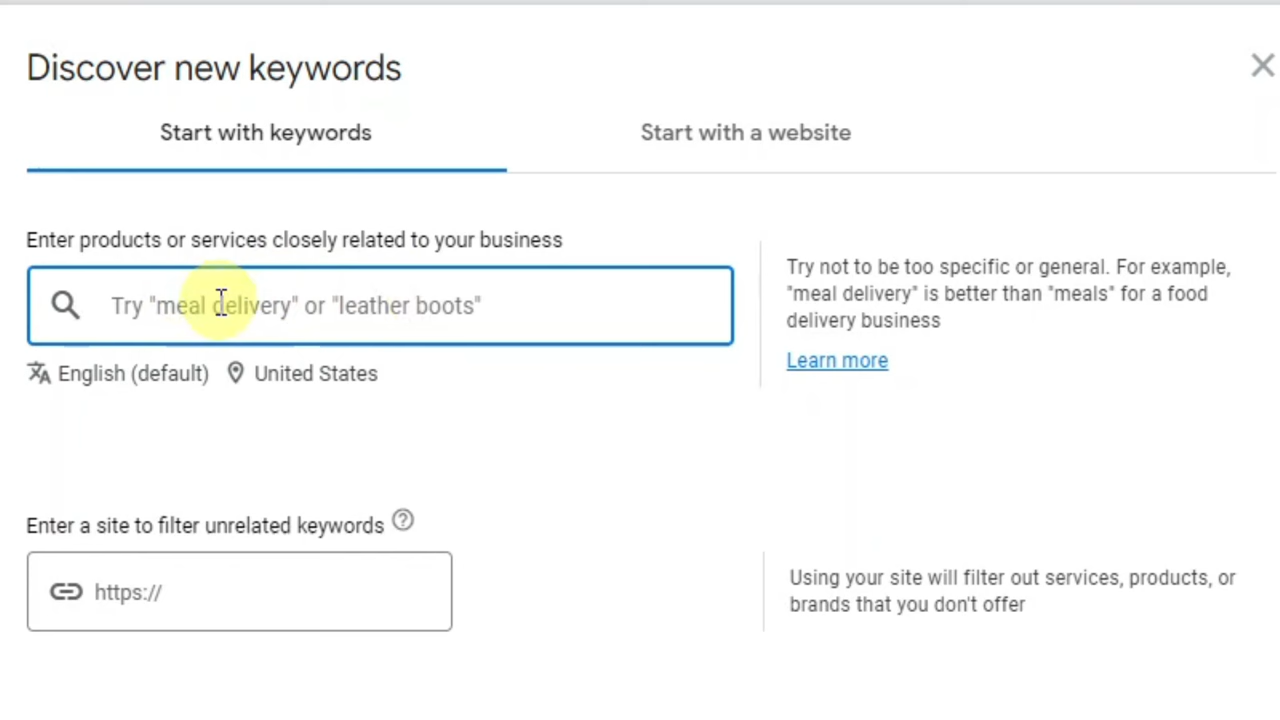 Discover new keywords
Start with keywords
Start with a website
Enter products or services closely related to your business
Try "meal delivery" or "leather boots"
English (default) United States
Try not to be too specific or general. For example,
"meal delivery" is better than "meals" for a food
delivery business
Learn more
Enter a site to filter unrelated keywords
https://
Using your site will filter out services, products, or
brands that you don't offer